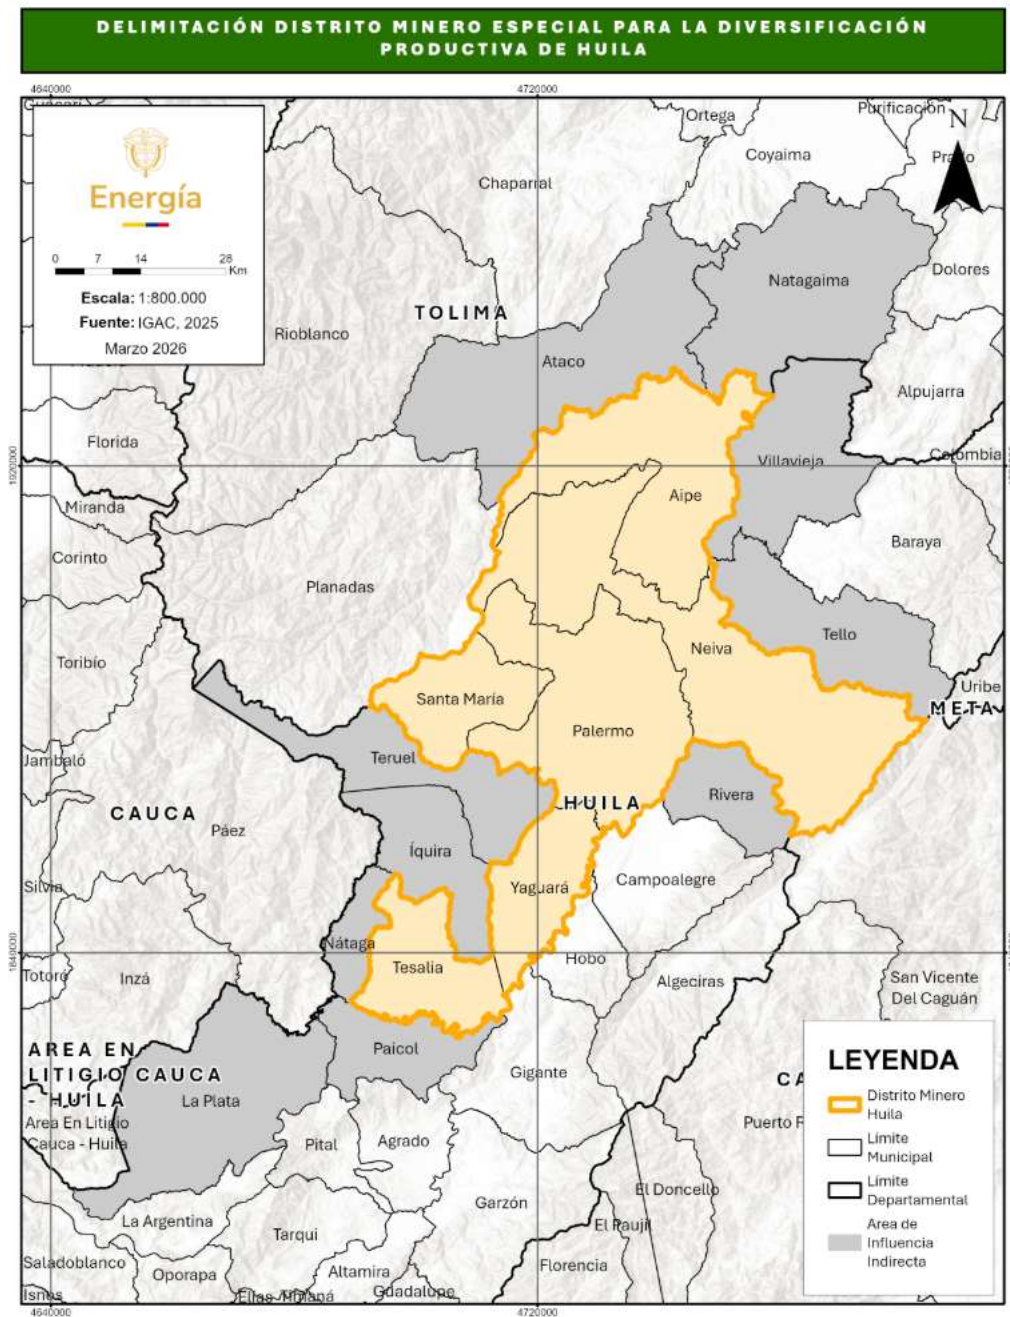 DELIMITACIÓN DISTRITO MINERO ESPECIAL PARA LA DIVERSIFICACIÓN
PRODUCTIVA DE HUILA
4640000
4720000
Energía
0 7 14 28
Km
Escala: 1:800.000
Fuente: IGAC, 2025
Marzo 2026
N
Ortega
Purificación
Coyaima
Chaparral
Natagaima
Dolores
TOLIMA
Rioblanco
Ataco
Alpujarra
Florida
Colombia
1920000
Villavieja
Miranda
Aipe
Corinto
Baraya
Planadas
Toribío
Tello
Neiva
Uribe
Santa María
META
Palermo
Jambaló
Teruel
Rivera
HUILA
CAUCA
Páez
Íquira
Silvia
Yaguará
Campoalegre
Nátaga
1840000
Tesalia
Hobo
Totoró
Inzá
Algeciras
San Vicente
Del Caguán
Paicol
AREA EN
LITIGIO CAUCA
- HUILA
Gigante
La Plata
Area En Litigio
Cauca - Huila
Pital
Agrado
El Doncello
Garzón
La Argentina
Tarqui
El Paujil
Saladoblanco
Oporapa
Altamira
Florencia
Isnos
Guadalupe
LEYENDA
Distrito Minero
Huila
Límite
Municipal
Límite
Departamental
Area de
Influencia
Indirecta
4640000
4720000